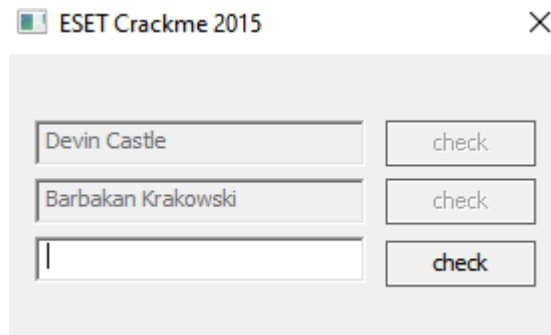 ESET Crackme 2015
Devin Castle check
Barbakan Krakowski check
check